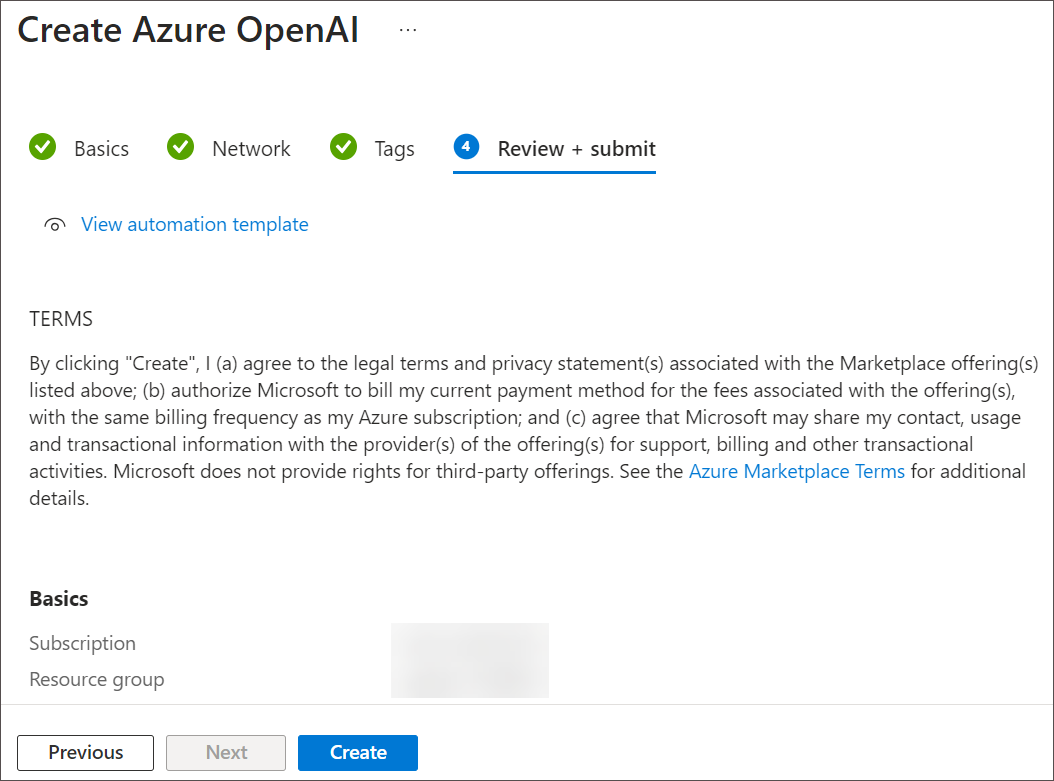 Create Azure OpenAI ...
Basics Network Tags 4 Review + submit
View automation template
TERMS
By clicking "Create", I (a) agree to the legal terms and privacy statement(s) associated with the Marketplace offering(s)
listed above; (b) authorize Microsoft to bill my current payment method for the fees associated with the offering(s),
with the same billing frequency as my Azure subscription; and (c) agree that Microsoft may share my contact, usage
and transactional information with the provider(s) of the offering(s) for support, billing and other transactional
activities. Microsoft does not provide rights for third-party offerings. See the Azure Marketplace Terms for additional
details.
Basics
Subscription
Resource group
Previous Next Create